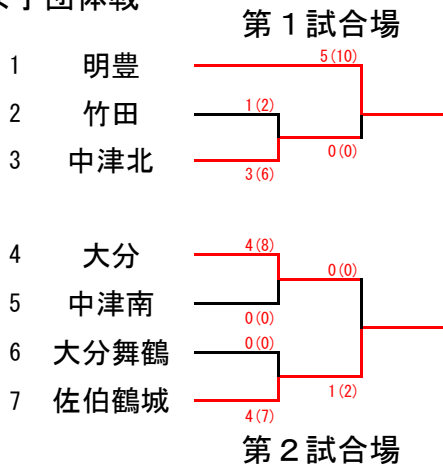 子団体戦
第１試合場
5(10)
1 明豊
2 竹田 1(2)
3 中津北 3(6) 0(0)
4 大分 4(8) 0(0)
5 中津南 0(0)
6 大分舞鶴 0(0)
7 佐伯鶴城 4(7) 1(2)
第２試合場